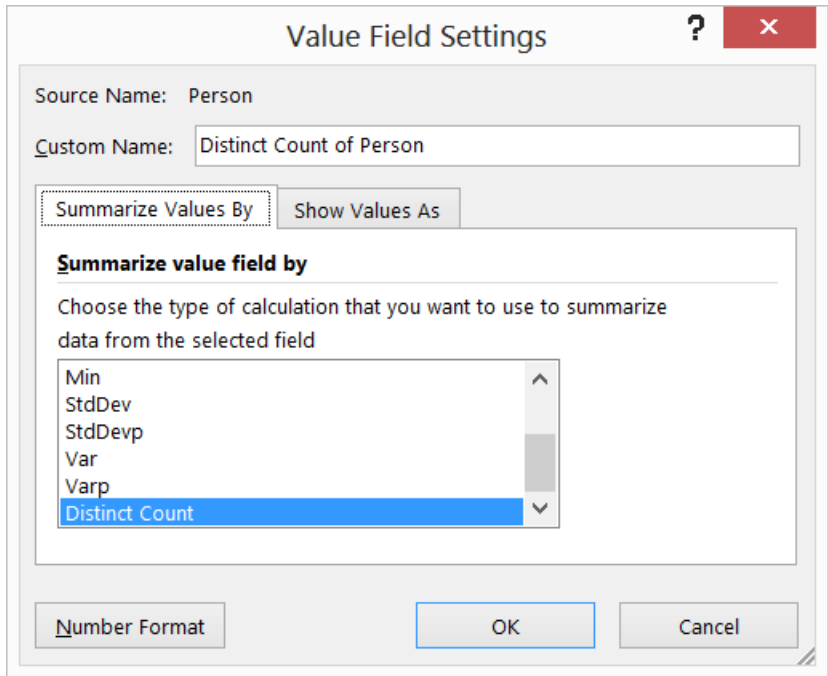 Value Field Settings
?
Source Name: Person
Custom Name: Distinct Count of Person
Summarize Values By Show Values As
Summarize value field by
Choose the type of calculation that you want to use to summarize
data from the selected field
Min
StdDev
StdDevp
Var
Varp
Distinct Count
Number Format OK Cancel